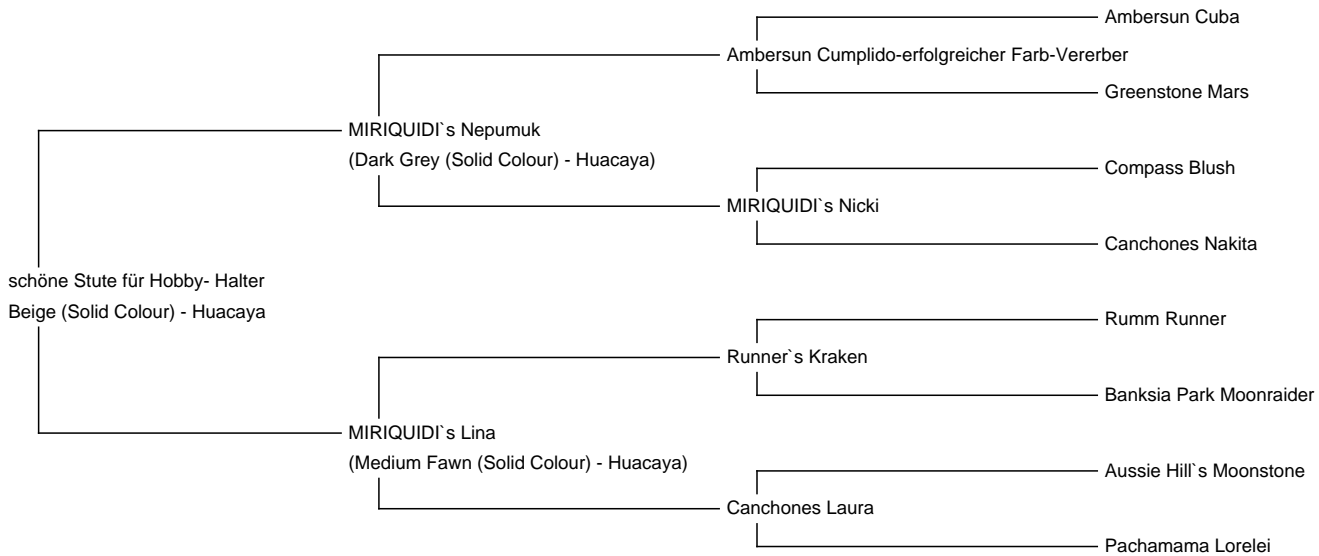 Ambersun Cuba
Ambersun Cumplido-erfolgreicher Farb-Vererber
Greenstone Mars
MIRIQUIDI`s Nepumuk
(Dark Grey (Solid Colour) - Huacaya)
Compass Blush
MIRIQUIDI`s Nicki
Canchones Nakita
schöne Stute für Hobby- Halter
Beige (Solid Colour) - Huacaya
Rumm Runner
Runner`s Kraken
Banksia Park Moonraider
MIRIQUIDI`s Lina
(Medium Fawn (Solid Colour) - Huacaya)
Aussie Hill`s Moonstone
Canchones Laura
Pachamama Lorelei